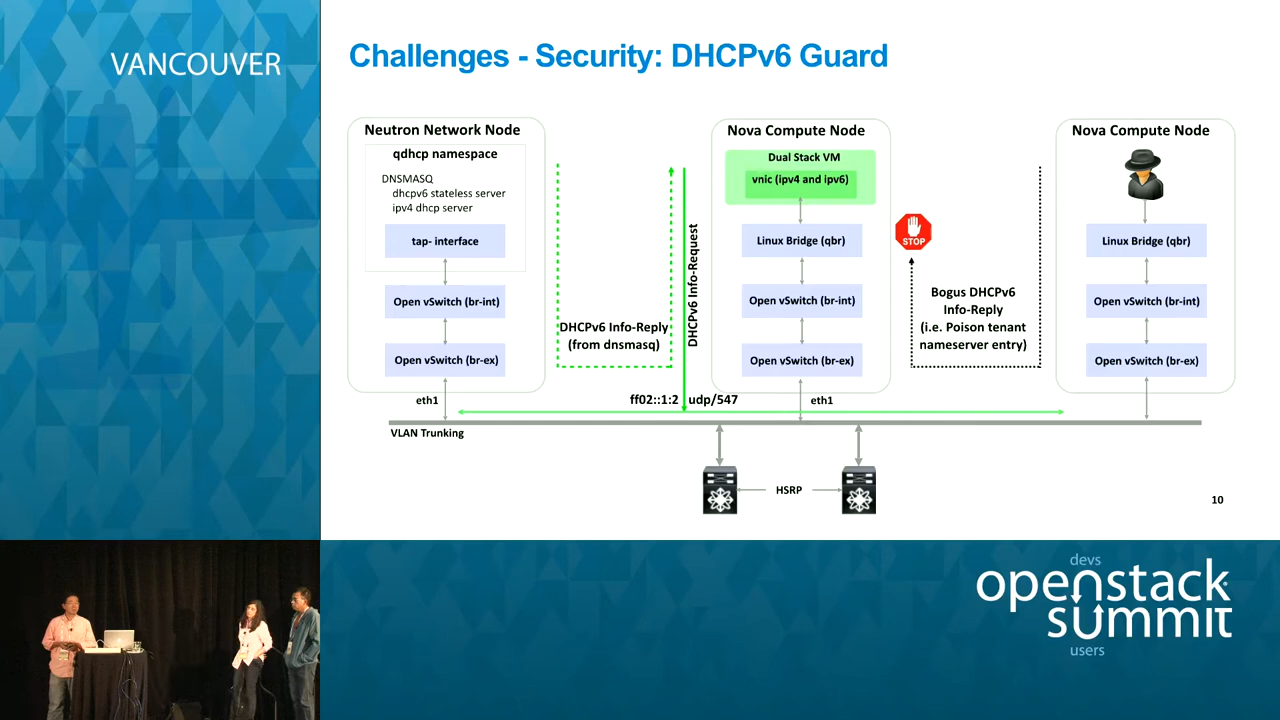 VANCOUVER
Challenges - Security: DHCPv6 Guard
Neutron Network Node
qdhcp namespace
DNSMASQ
dhcpv6 stateless server
ipv4 dhcp server
tap- interface
Open vSwitch (br-int)
Open vSwitch (br-ex)
eth1
DHCPv6 Info-Reply
(from dnsmasq)
DHCPv6 Info-Request
Nova Compute Node
Dual Stack VM
vnic (ipv4 and ipv6)
Linux Bridge (qbr)
Open vSwitch (br-int)
Open vSwitch (br-ex)
ff02::1:2 udp/547
eth1
STOP
Bogus DHCPv6
Info-Reply
(i.e. Poison tenant
nameserver entry)
Nova Compute Node
Linux Bridge (qbr)
Open vSwitch (br-int)
Open vSwitch (br-ex)
VLAN Trunking
HSRP
10
devs
openstack
summit
users